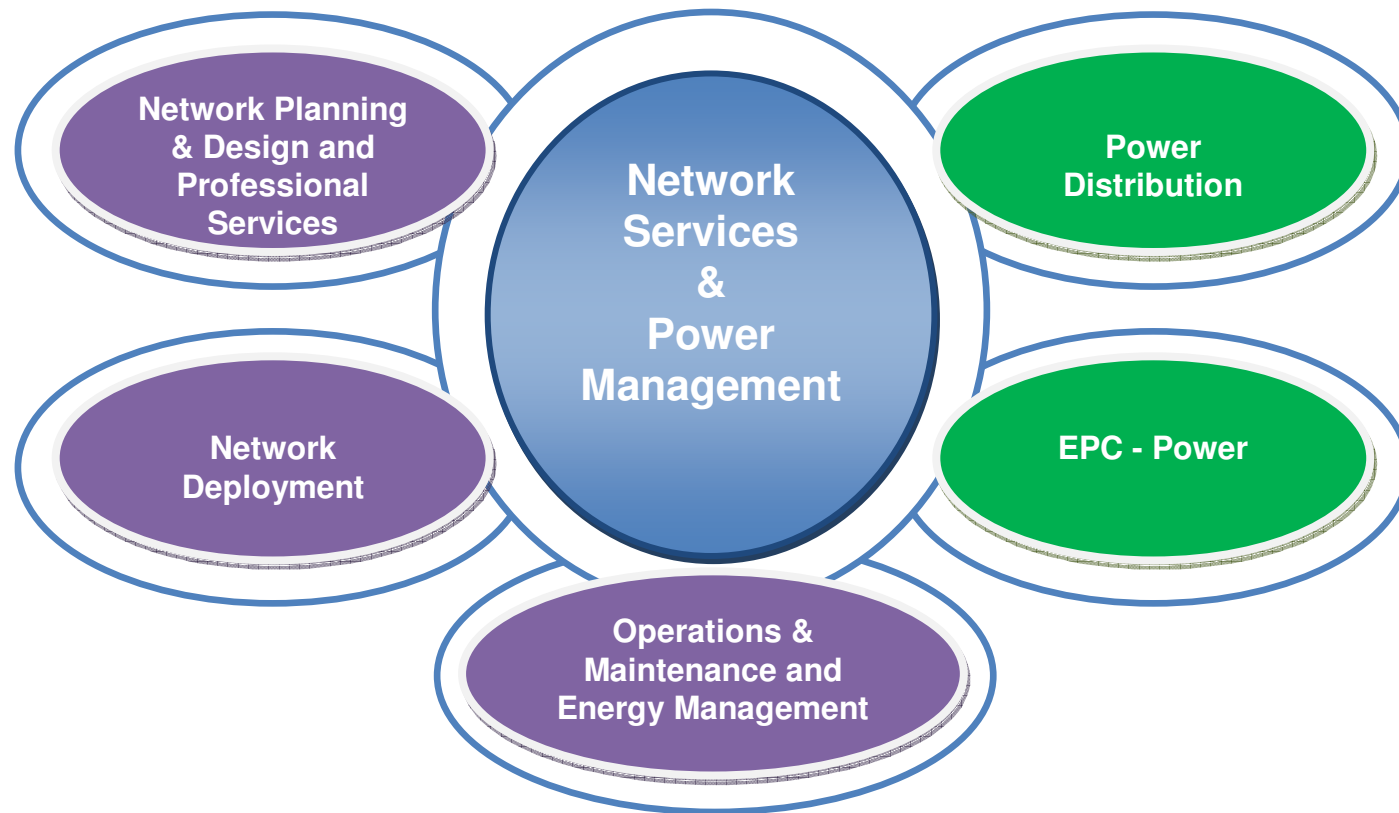 Network Planning
& Design and
Professional
Services
Network
Services
&
Power
Management
Power
Distribution
Network
Deployment
EPC - Power
Operations &
Maintenance and
Energy Management